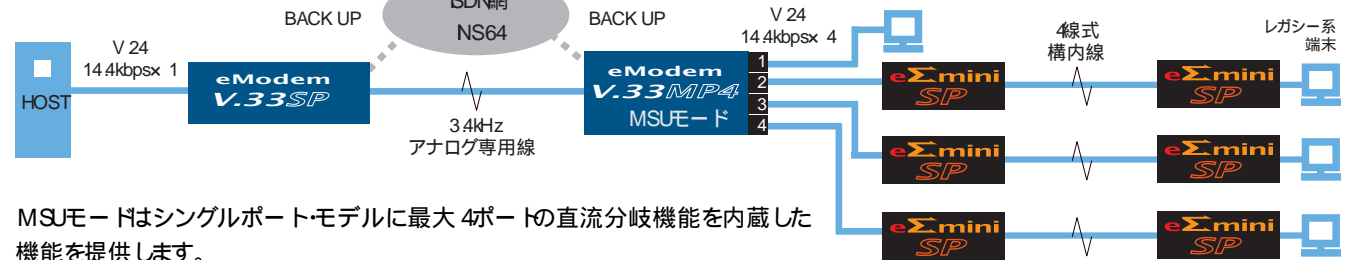 ISDN網
NS64
BACK UP
BACK UP
V 24
14.4kbps× 1
HOST
eModem
V.33SP
3.4kHz
アナログ専用線
eModem
V.33MP4
MSUモード
1
2
3
4
V 24
14.4kbps× 4
4線式
構内線
レガシー系
端末
eΣmini
SP
eΣmini
SP
eΣmini
SP
eΣmini
SP
eΣmini
SP
eΣmini
SP
MSUモードはシングルポート・モデルに最大 4ポートの直流分岐機能を内蔵した
機能を提供します。